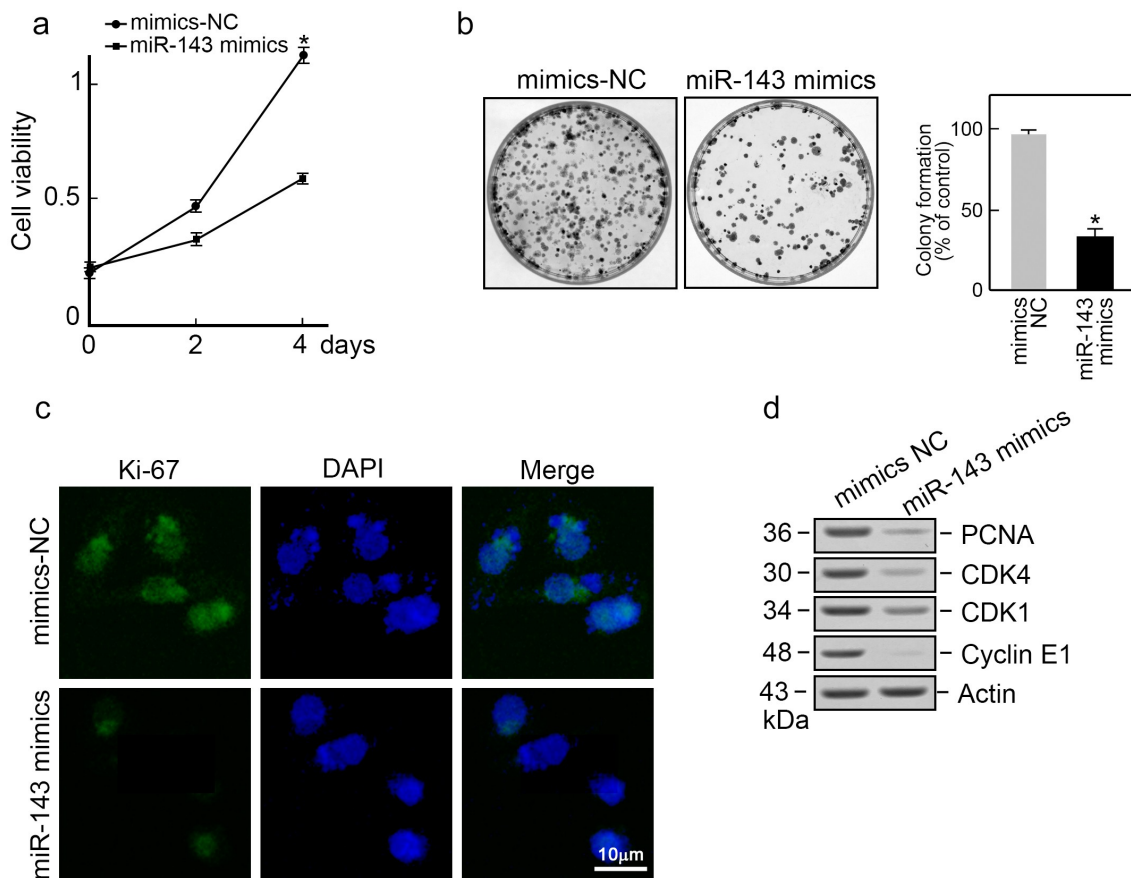 a
mimics-NC
miR-143 mimics
*
1
0.5
0
Cell viability
0 2 4 days
b
mimics-NC miR-143 mimics
100
50
0
Colony formation
(% of control)
*
mimics
NC
miR-143
mimics
c
Ki-67 DAPI Merge
mimics-NC
miR-143 mimics
10μm
d
mimics NC
miR-143 mimics
36 – – PCNA
30 – – CDK4
34 – – CDK1
48 – – Cyclin E1
43 – – Actin
kDa